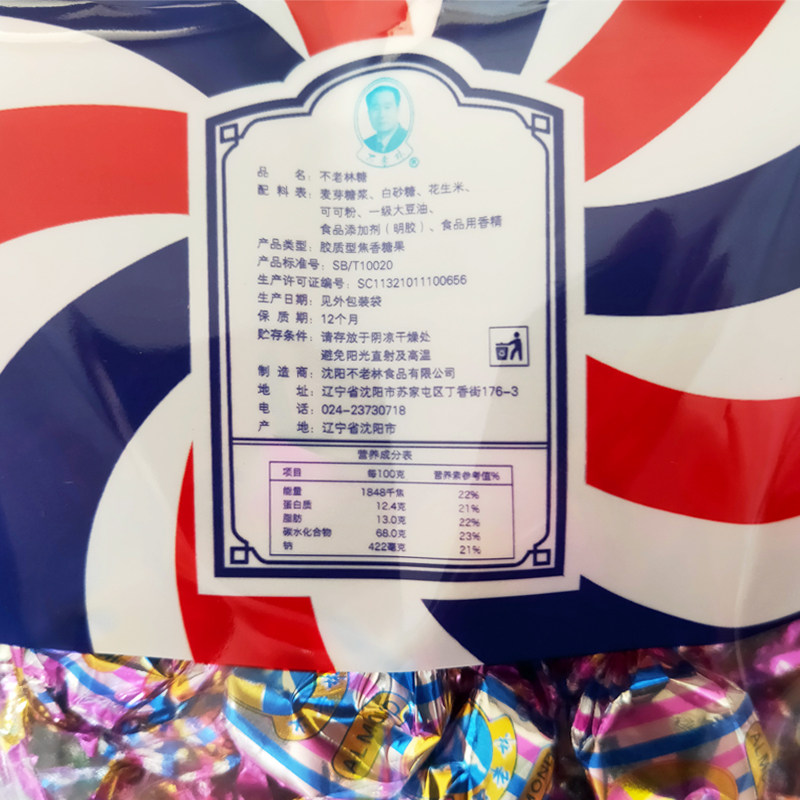 不老林
®
品 名：不老林糖
配 料 表：麦芽糖浆、白砂糖、花生米、
可可粉、一级大豆油、
食品添加剂（明胶）、食品用香精
产品类型：胶质型焦香糖果
产品标准号：SB/T10020
生产许可证编号：SC11321011100656
生产日期：见外包装袋
保 质 期：12个月
贮存条件：请存放于阴凉干燥处
避免阳光直射及高温
制 造 商：沈阳不老林食品有限公司
地 址：辽宁省沈阳市苏家屯区丁香街176-3
电 话：024-23730718
产 地：辽宁省沈阳市
营养成分表
项目 每100克 营养素参考值%
能量 1848千焦 22%
蛋白质 12.4克 21%
脂肪 13.0克 22%
碳水化合物 68.0克 23%
钠 422毫克 21%
ALMOND